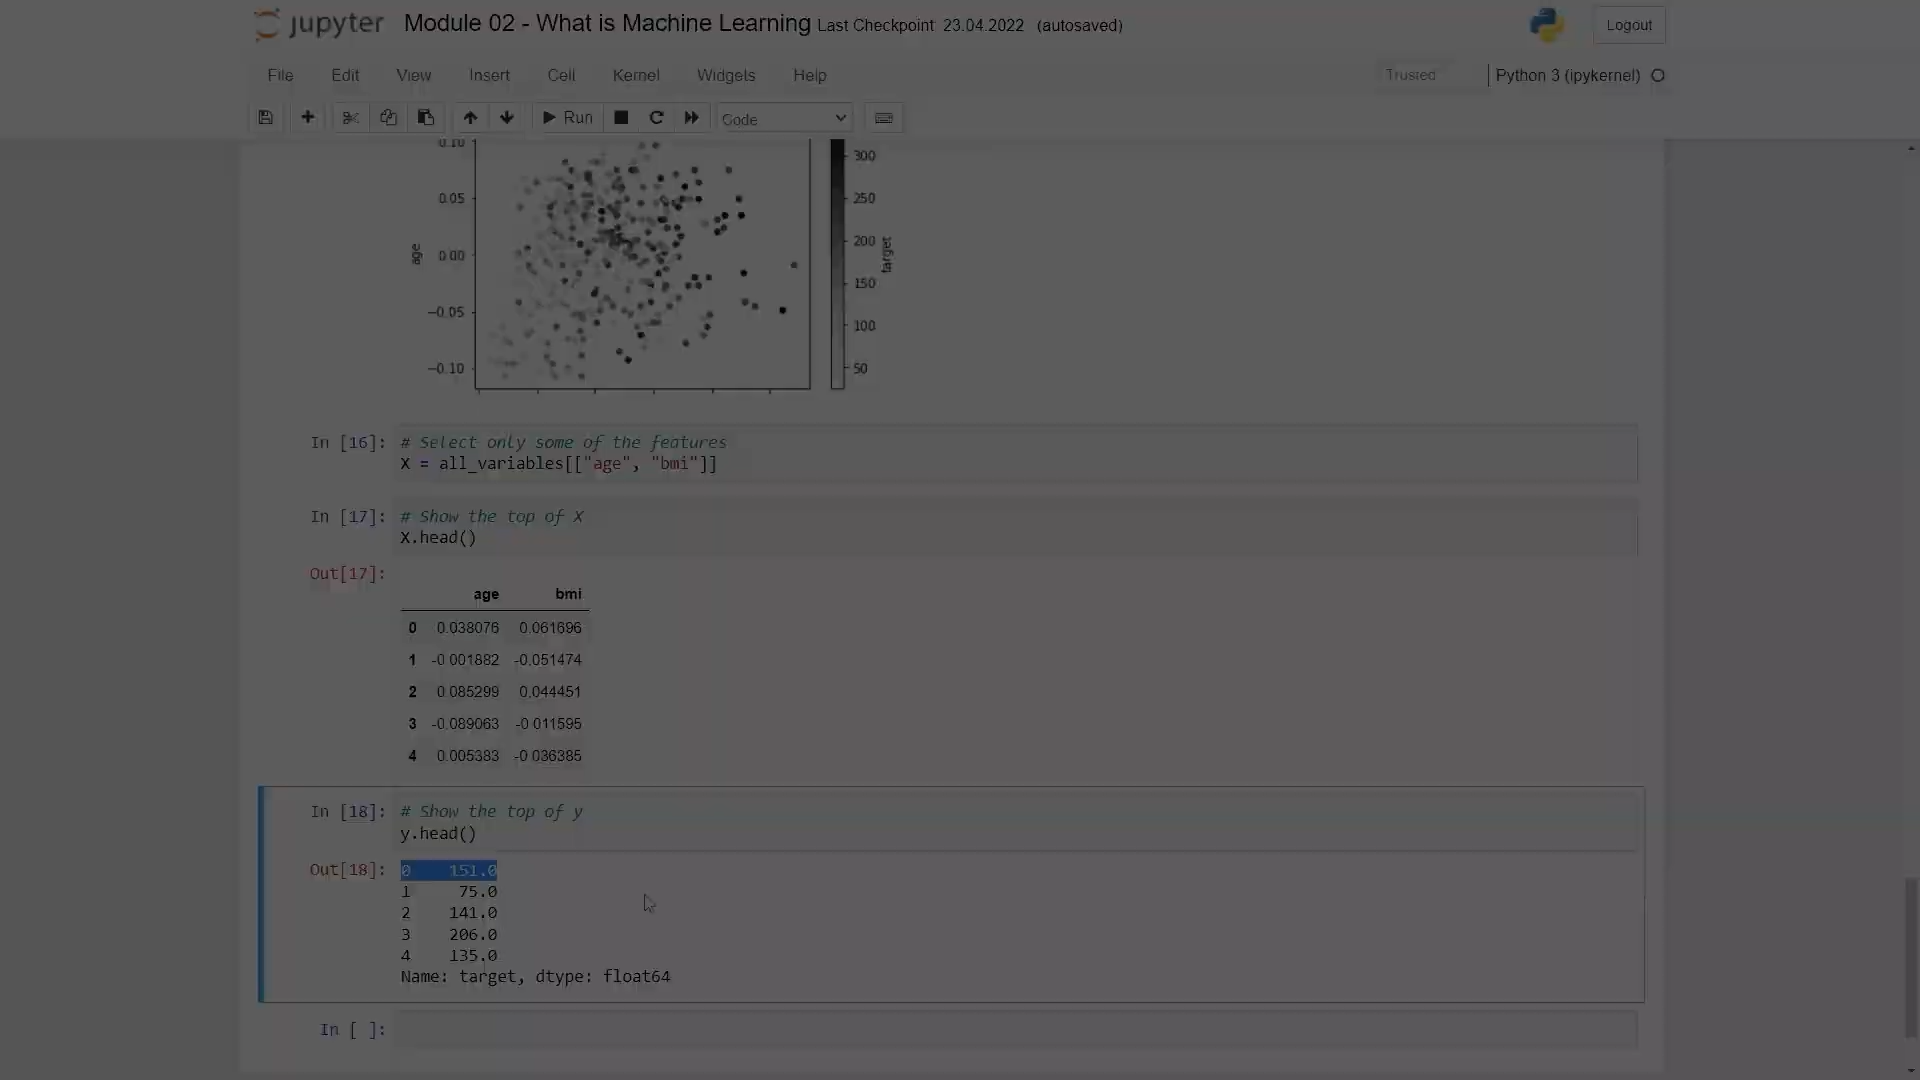 jupyter Module 02 - What is Machine Learning Last Checkpoint 23.04.2022 (autosaved)
Logout
File Edit View Insert Cell Kernel Widgets Help
Trusted Python 3 (ipykernel)
Run Code
0.10
0.05
0.00
−0.05
−0.10
age
300
250
200
150
100
50
target
In [16]: # Select only some of the features
X = all_variables[["age", "bmi"]]
In [17]: # Show the top of X
X.head()
Out[17]:
age bmi
0 0.038076 0.061696
1 -0.001882 -0.051474
2 0.085299 0.044451
3 -0.089063 -0.011595
4 0.005383 -0.036385
In [18]: # Show the top of y
y.head()
Out[18]: 0 151.0
1 75.0
2 141.0
3 206.0
4 135.0
Name: target, dtype: float64
In [ ]: